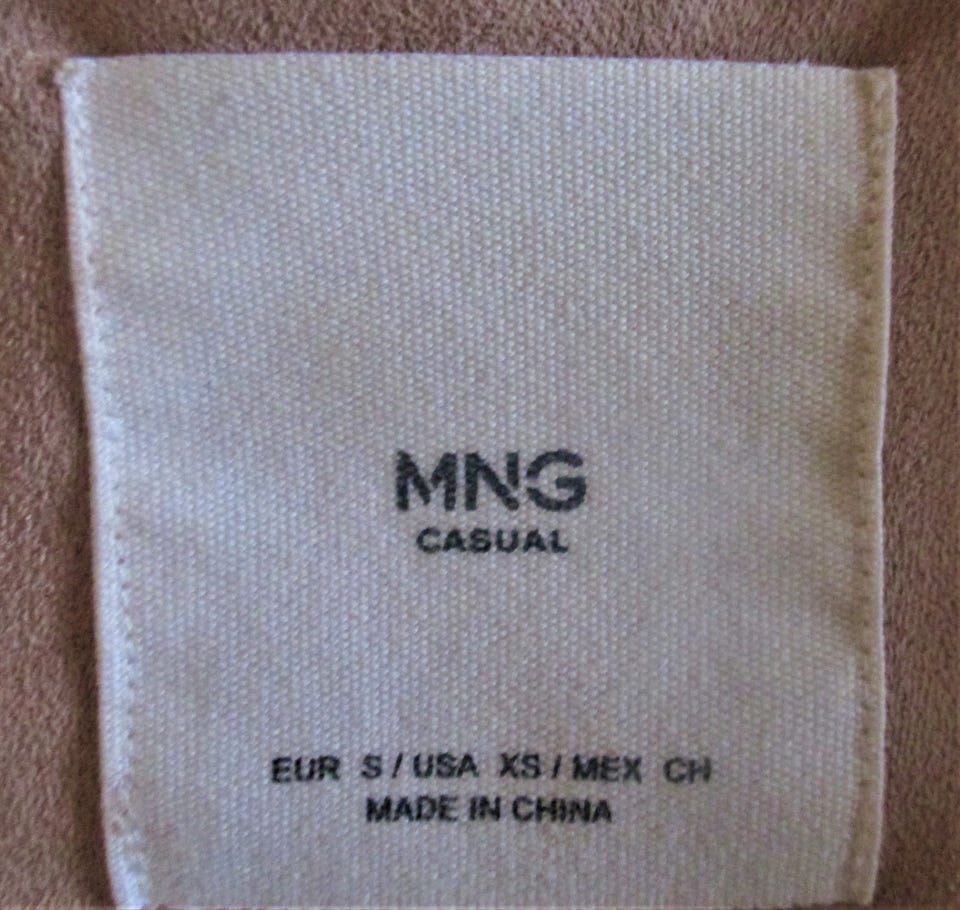 MNG
CASUAL
EUR S / USA XS / MEX CH
MADE IN CHINA